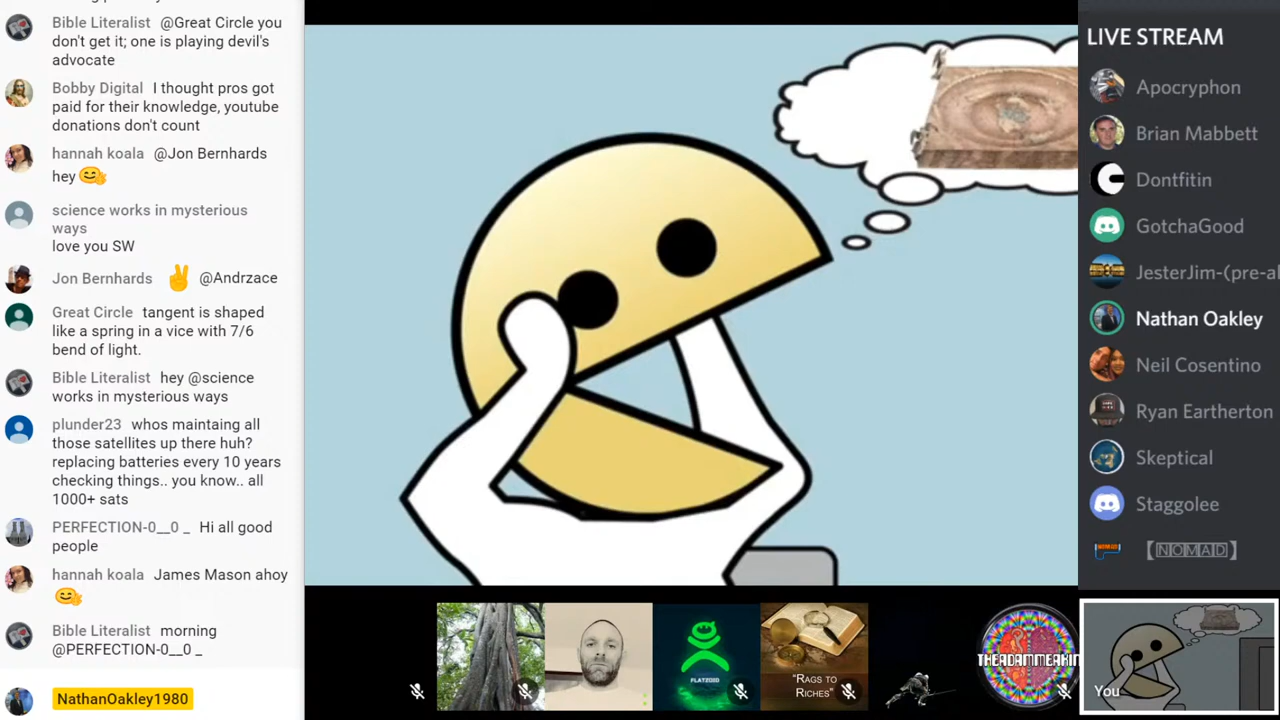 Bible Literalist @Great Circle you
don't get it; one is playing devil's
advocate
Bobby Digital I thought pros got
paid for their knowledge, youtube
donations don't count
hannah koala @Jon Bernhards
hey
science works in mysterious
ways
love you SW
Jon Bernhards @Andrzace
Great Circle tangent is shaped
like a spring in a vice with 7/6
bend of light.
Bible Literalist hey @science
works in mysterious ways
plunder23 whos maintaing all
those satellites up there huh?
replacing batteries every 10 years
checking things.. you know.. all
1000+ sats
PERFECTION-0__0 _ Hi all good
people
hannah koala James Mason ahoy
Bible Literalist morning
@PERFECTION-0__0 _
NathanOakley1980
FLATZOID
"RAGS TO
RICHES"
THEADAMMEAKIN
You
LIVE STREAM
Apocryphon
Brian Mabbett
Dontfitin
GotchaGood
JesterJim-(pre-al
Nathan Oakley
Neil Cosentino
Ryan Eartherton
Skeptical
Staggolee
【NOMAD】